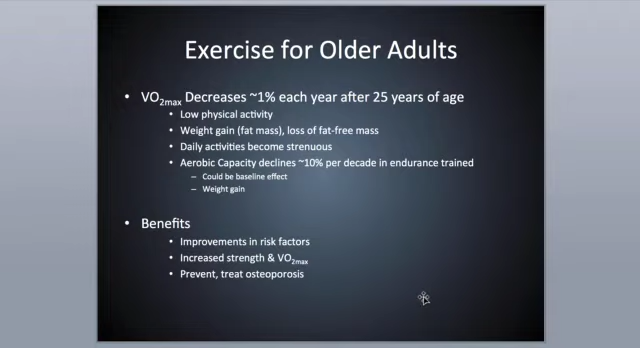 Exercise for Older Adults
• VO2max Decreases ~1% each year after 25 years of age
• Low physical activity
• Weight gain (fat mass), loss of fat-free mass
• Daily activities become strenuous
• Aerobic Capacity declines ~10% per decade in endurance trained
– Could be baseline effect
– Weight gain
• Benefits
• Improvements in risk factors
• Increased strength & VO2max
• Prevent, treat osteoporosis